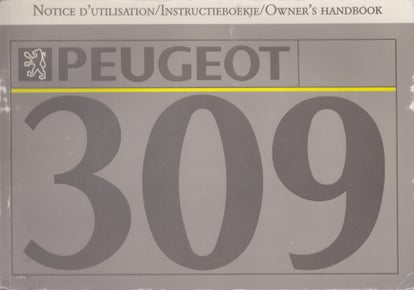 Notice d'utilisation/Instructieboekje/Owner's handbook
PEUGEOT
309